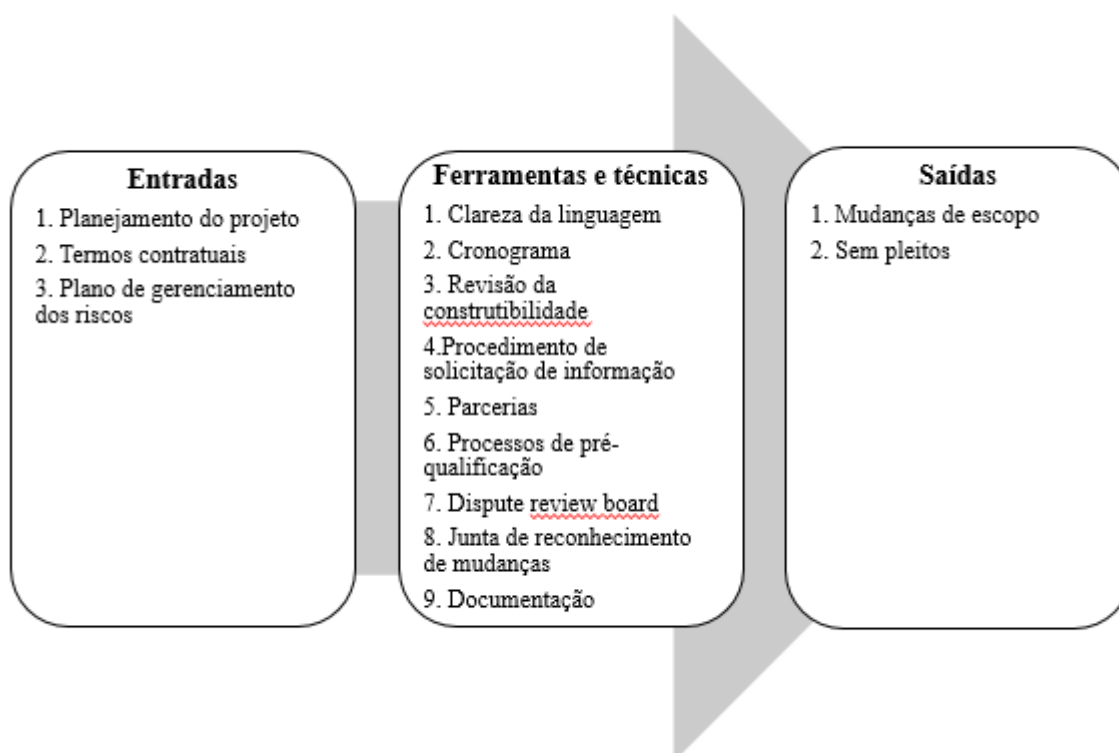 Entradas
1. Planejamento do projeto
2. Termos contratuais
3. Plano de gerenciamento
dos riscos
Ferramentas e técnicas
1. Clareza da linguagem
2. Cronograma
3. Revisão da
construtibilidade
4.Procedimento de
solicitação de informação
5. Parcerias
6. Processos de pré-
qualificação
7. Dispute review board
8. Junta de reconhecimento
de mudanças
9. Documentação
Saídas
1. Mudanças de escopo
2. Sem pleitos